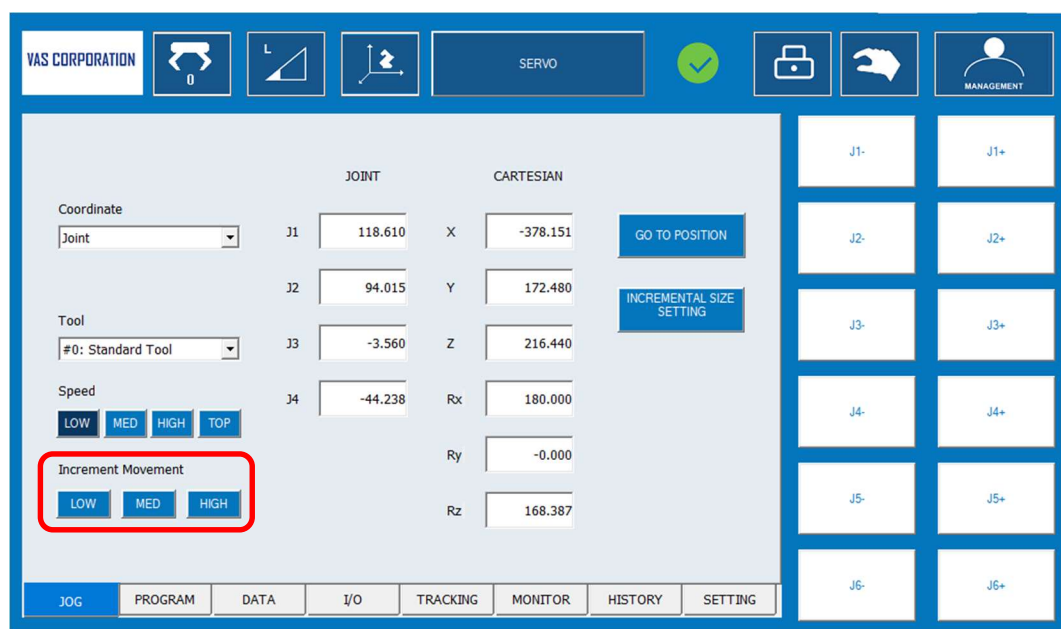 VAS CORPORATION
0
L
SERVO
MANAGEMENT
JOINT
CARTESIAN
Coordinate
Joint
J1
118.610
X
-378.151
GO TO POSITION
J2
94.015
Y
172.480
INCREMENTAL SIZE
SETTING
Tool
#0: Standard Tool
J3
-3.560
Z
216.440
Speed
LOW MED HIGH TOP
J4
-44.238
Rx
180.000
Increment Movement
LOW MED HIGH
Ry
-0.000
Rz
168.387
JOG PROGRAM DATA I/O TRACKING MONITOR HISTORY SETTING
J1- J1+
J2- J2+
J3- J3+
J4- J4+
J5- J5+
J6- J6+